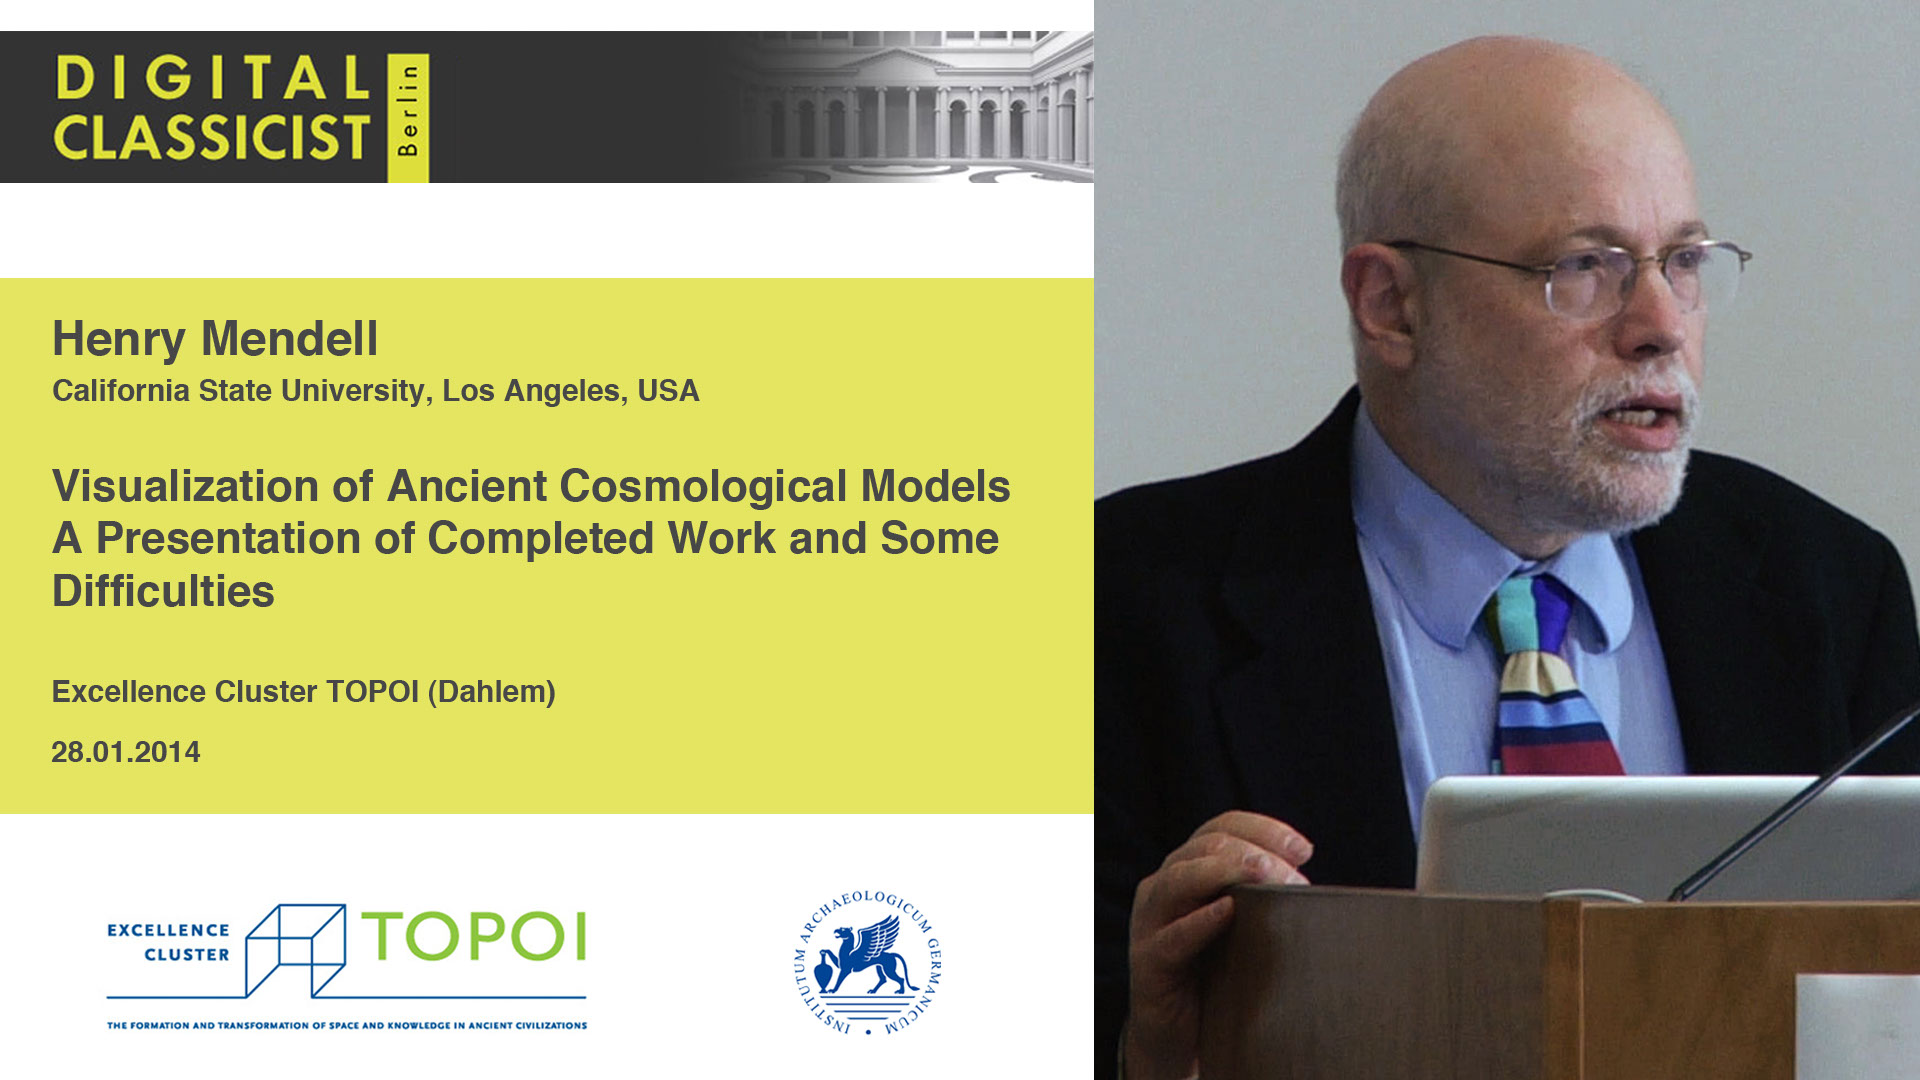 DIGITAL
CLASSICIST
Berlin
Henry Mendell
California State University, Los Angeles, USA
Visualization of Ancient Cosmological Models
A Presentation of Completed Work and Some
Difficulties
Excellence Cluster TOPOI (Dahlem)
28.01.2014
EXCELLENCE
CLUSTER
TOPOI
THE FORMATION AND TRANSFORMATION OF SPACE AND KNOWLEDGE IN ANCIENT CIVILIZATIONS
INSTITUTUM ARCHAEOLOGICUM GERMANICUM